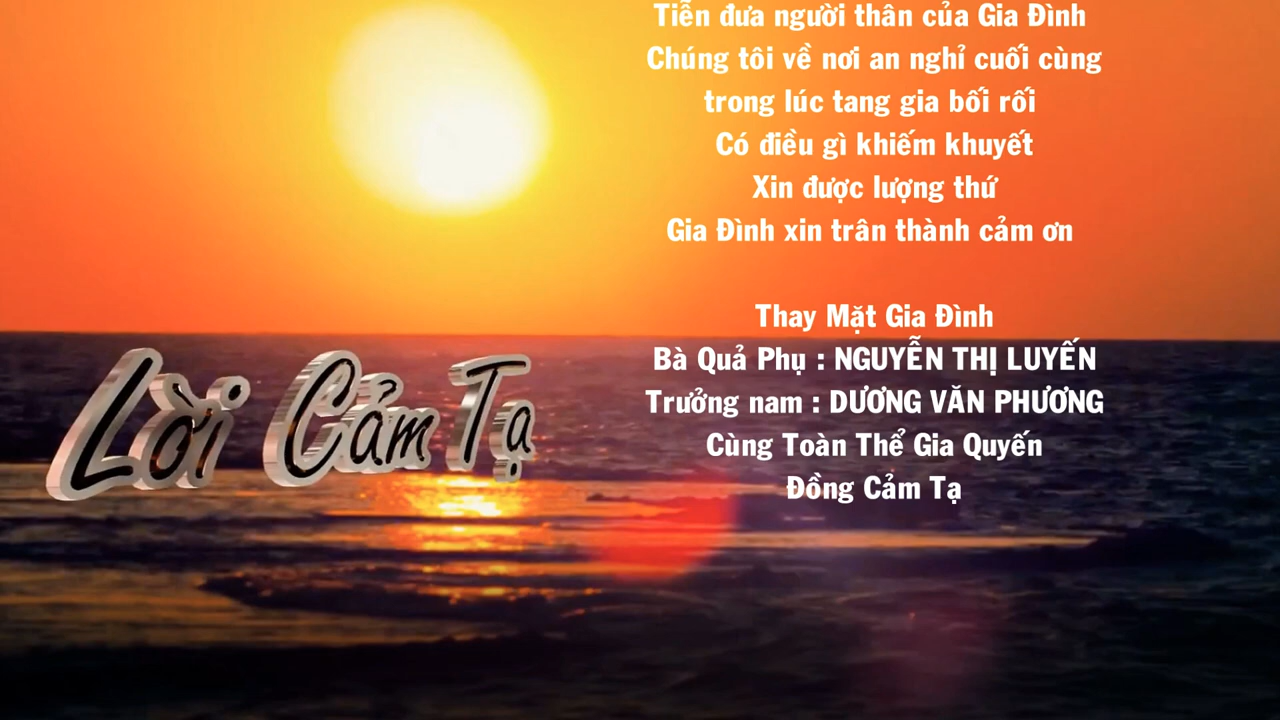 Tiễn đưa người thân của Gia Đình
Chúng tôi về nơi an nghỉ cuối cùng
trong lúc tang gia bối rối
Có điều gì khiếm khuyết
Xin được lượng thứ
Gia Đình xin trân thành cảm ơn
Thay Mặt Gia Đình
Bà Quả Phụ : NGUYỄN THỊ LUYẾN
Trưởng nam : DƯƠNG VĂN PHƯƠNG
Cùng Toàn Thể Gia Quyến
Đồng Cảm Tạ
Lời Cảm Tạ